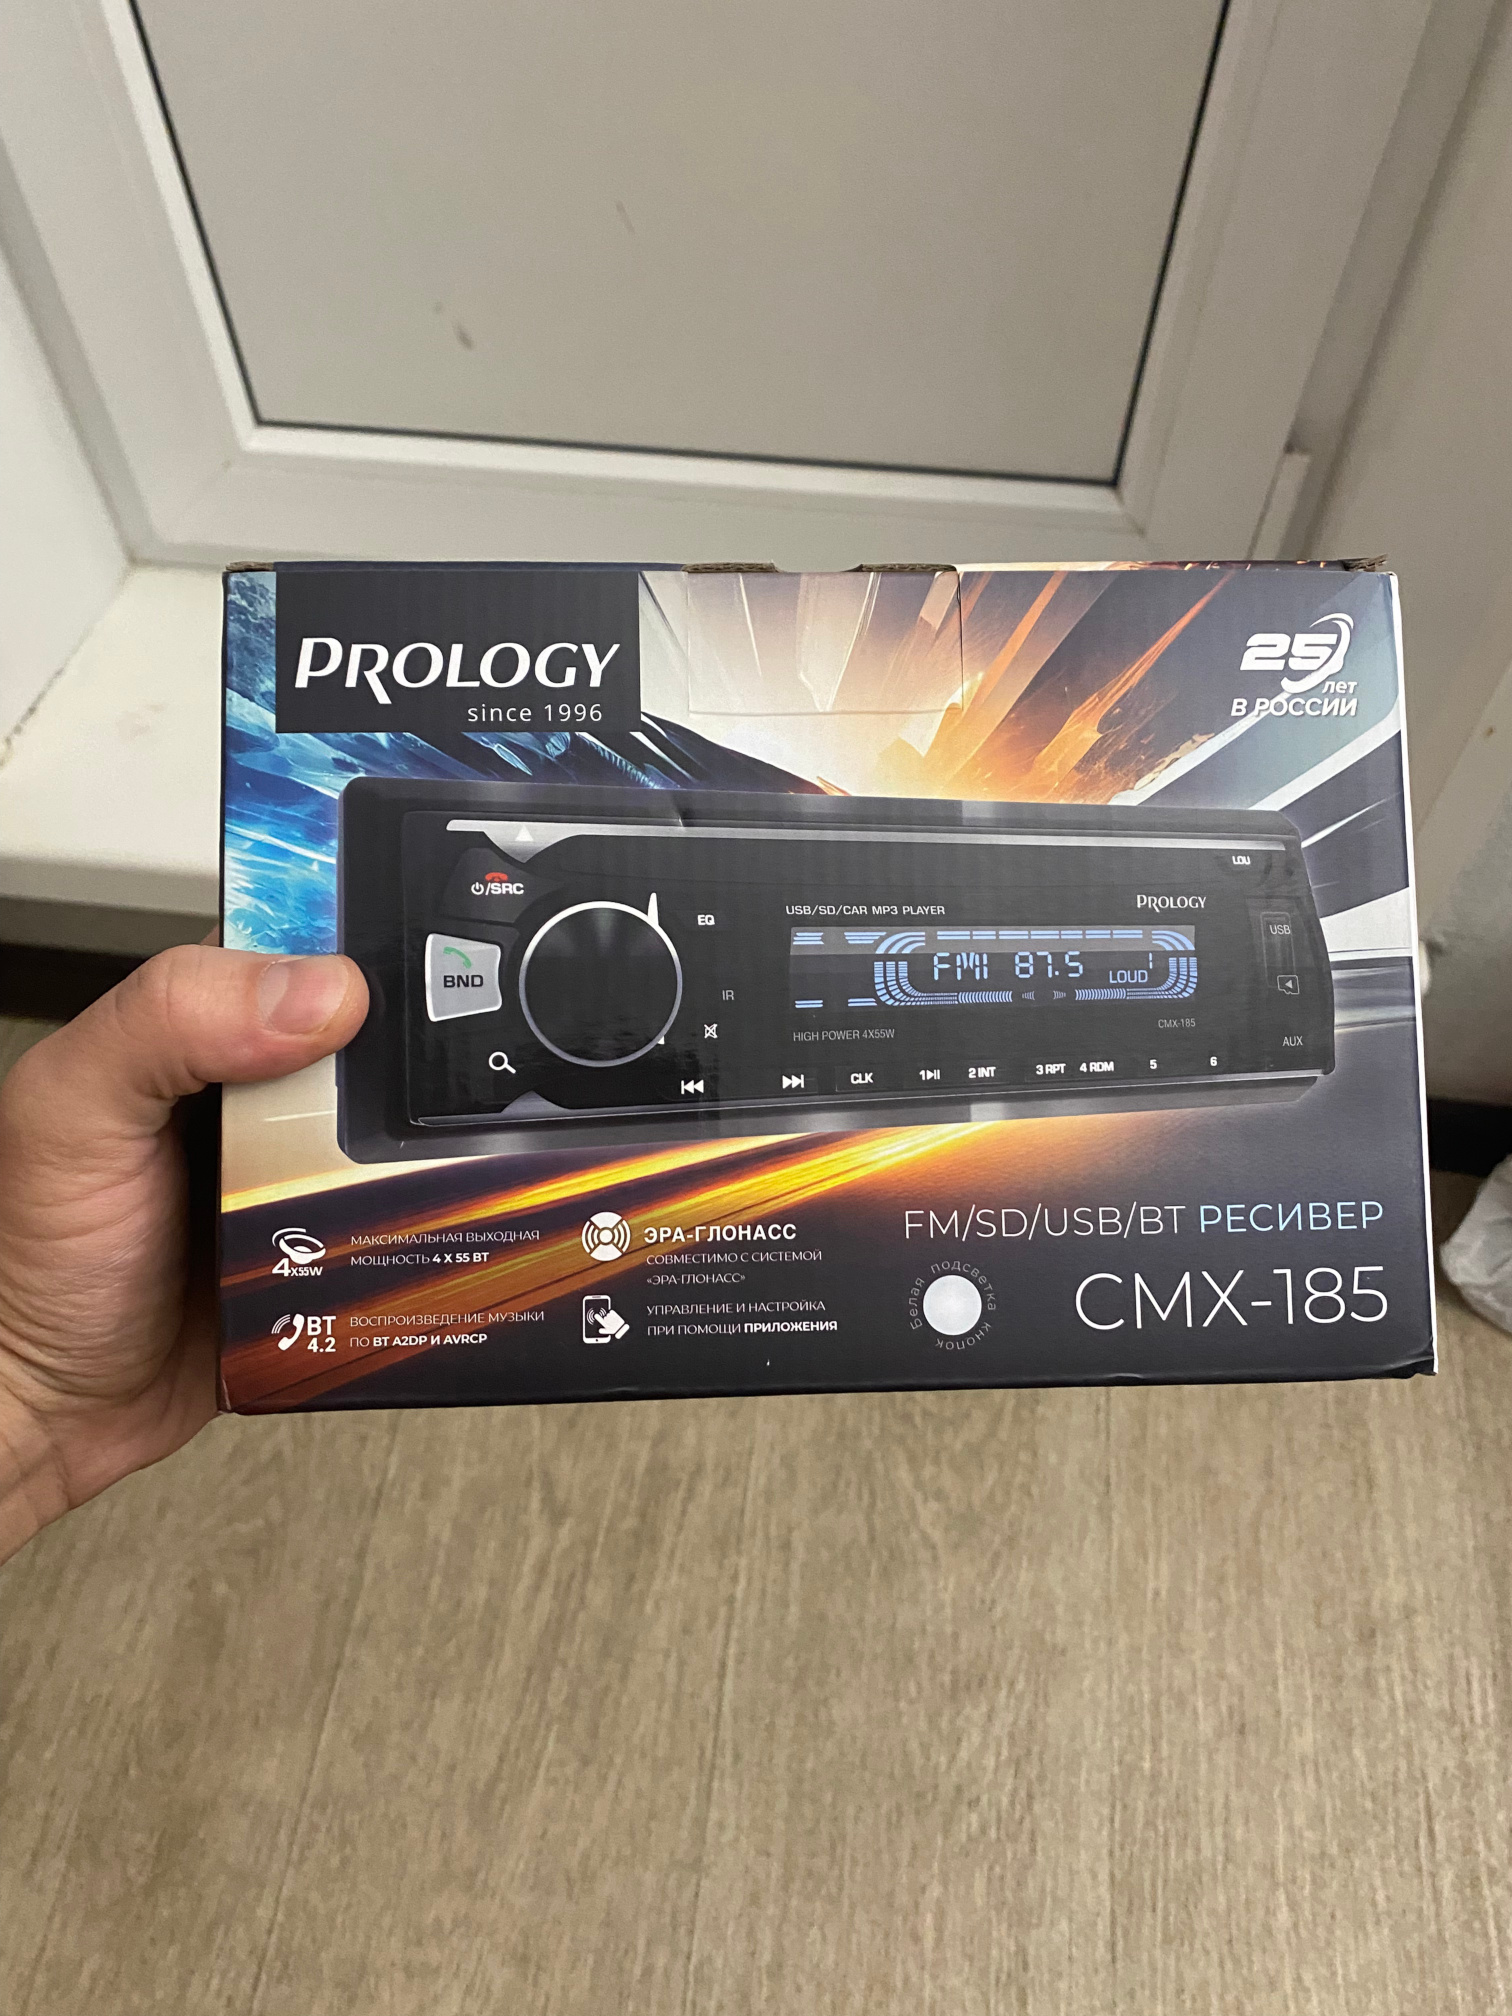 PROLOGY
since 1996
25
лет
В РОССИИ
LOU
⏻/SRC
BND
EQ
IR
USB/SD/CAR MP3 PLAYER
PROLOGY
FM1 87.5
LOUD
1
HIGH POWER 4X55W
CMX-185
USB
AUX
CLK
1
2 INT
3 RPT
4 RDM
5
6
4X55W
МАКСИМАЛЬНАЯ ВЫХОДНАЯ
МОЩНОСТЬ 4 X 55 ВТ
BT
4.2
ВОСПРОИЗВЕДЕНИЕ МУЗЫКИ
ПО BT A2DP И AVRCP
ЭРА-ГЛОНАСС
СОВМЕСТИМО С СИСТЕМОЙ
«ЭРА-ГЛОНАСС»
УПРАВЛЕНИЕ И НАСТРОЙКА
ПРИ ПОМОЩИ ПРИЛОЖЕНИЯ
FM/SD/USB/BT РЕСИВЕР
Белая подсветка кнопок
CMX-185